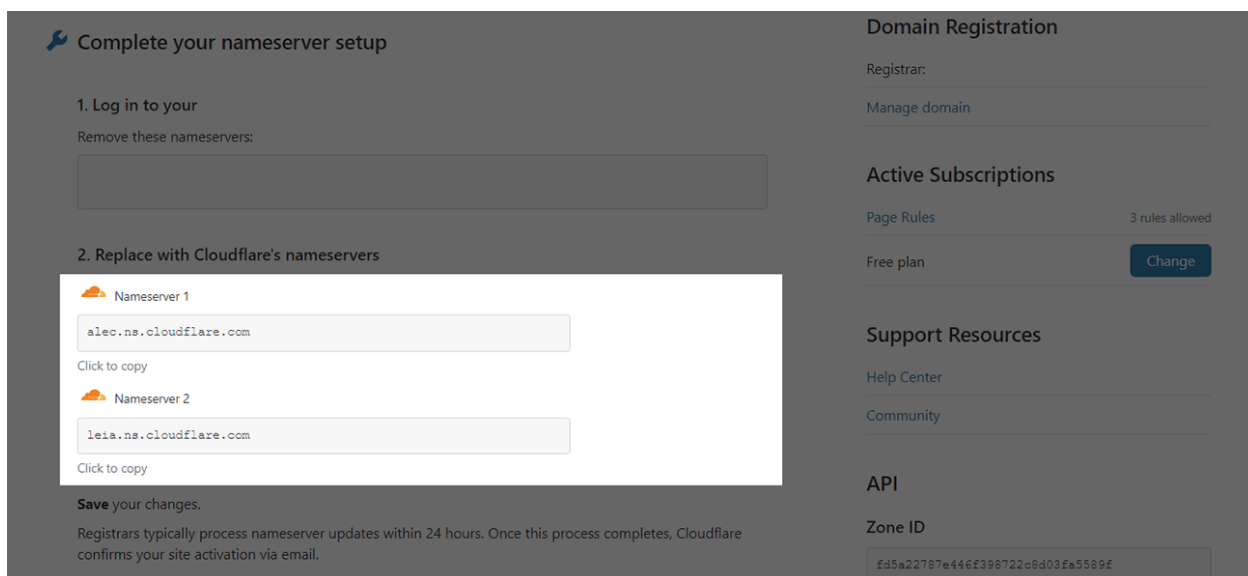 Complete your nameserver setup
1. Log in to your
Remove these nameservers:
2. Replace with Cloudflare's nameservers
Nameserver 1
alec.ns.cloudflare.com
Click to copy
Nameserver 2
leia.ns.cloudflare.com
Click to copy
Save your changes.
Registrars typically process nameserver updates within 24 hours. Once this process completes, Cloudflare
confirms your site activation via email.
Domain Registration
Registrar:
Manage domain
Active Subscriptions
Page Rules 3 rules allowed
Free plan Change
Support Resources
Help Center
Community
API
Zone ID
fd5a22787e446f398722c8d03fa5589f